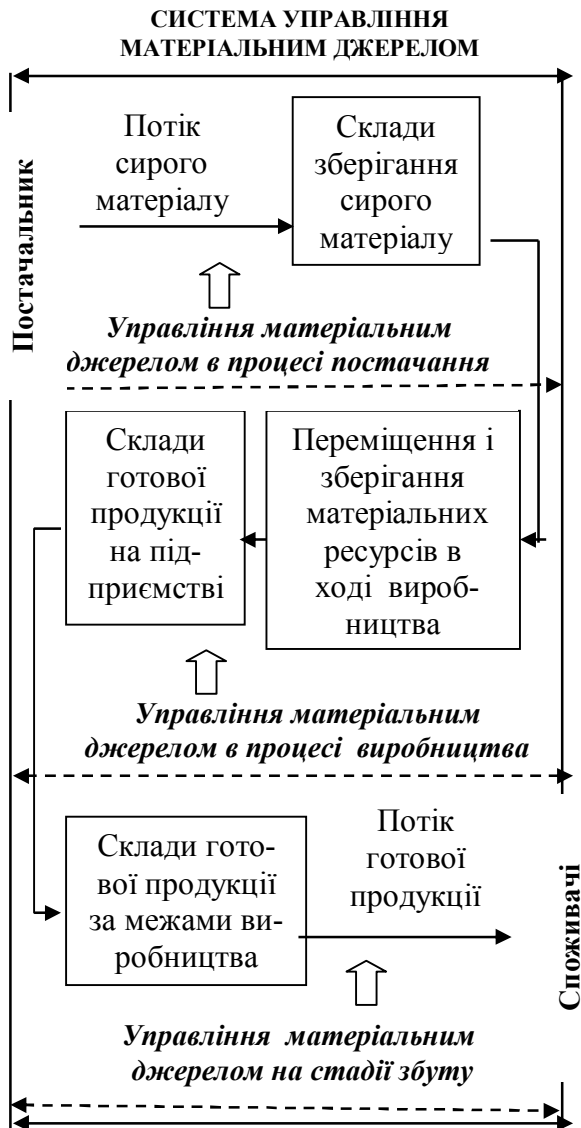 СИСТЕМА УПРАВЛІННЯ
МАТЕРІАЛЬНИМ ДЖЕРЕЛОМ
Постачальник
Потік
сирого
матеріалу
Склади
зберігання
сирого
матеріалу
Управління матеріальним
джерелом в процесі постачання
Склади
готової
продукції
на під-
приємстві
Переміщення і
зберігання
матеріальних
ресурсів в
ході вироб-
ництва
Управління матеріальним
джерелом в процесі виробництва
Склади гото-
вої продукції
за межами ви-
робництва
Потік
готової
продукції
Споживачі
Управління матеріальним
джерелом на стадії збуту